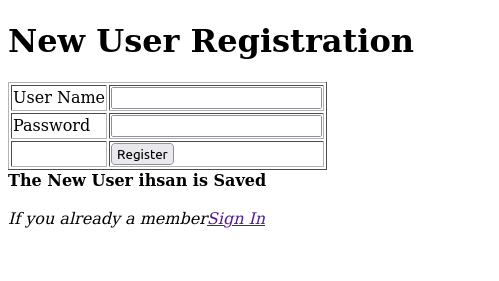 New User Registration
User Name
Password
Register
The New User ihsan is Saved
If you already a memberSign In